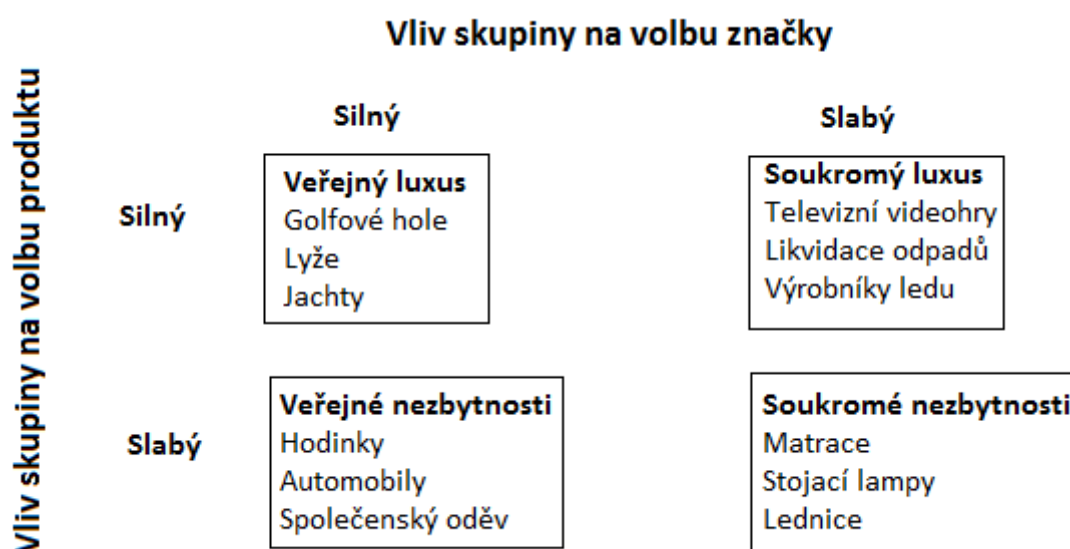 Vliv skupiny na volbu značky
Vliv skupiny na volbu produktu
Silný
Slabý
Silný
Veřejný luxus
Golfové hole
Lyže
Jachty
Soukromý luxus
Televizní videohry
Likvidace odpadů
Výrobníky ledu
Slabý
Veřejné nezbytnosti
Hodinky
Automobily
Společenský oděv
Soukromé nezbytnosti
Matrace
Stojací lampy
Lednice